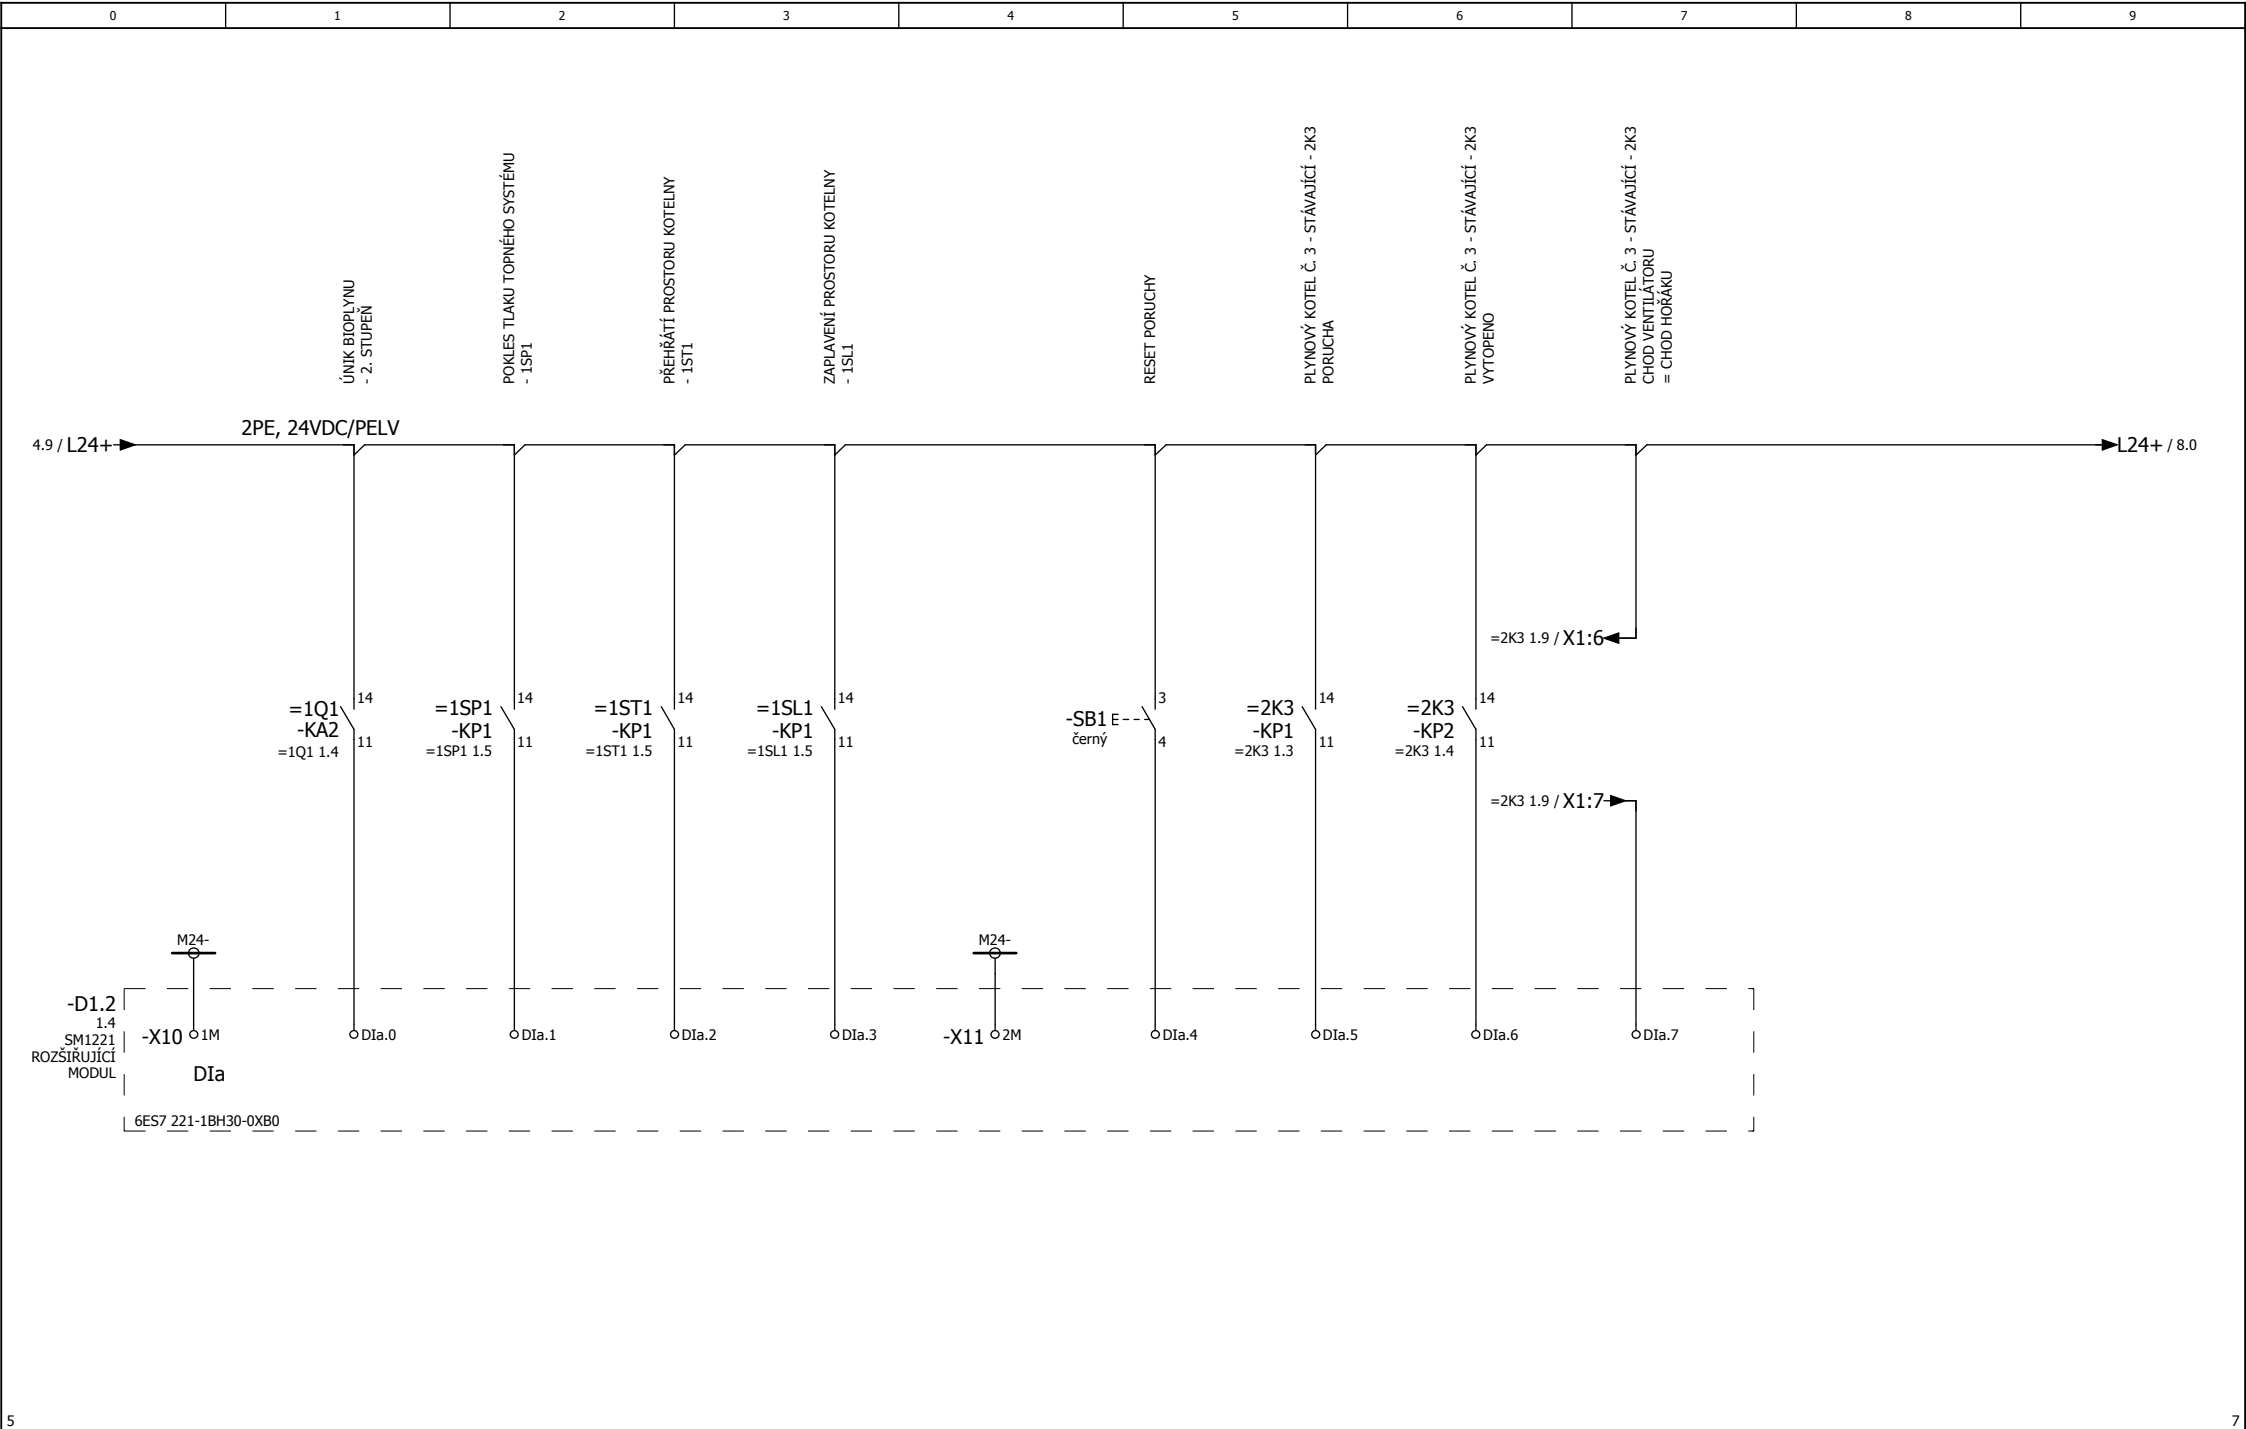 0 1 2 3 4 5 6 7 8 9
ÚNIK BIOPLYNU
- 2. STUPEŇ
POKLES TLAKU TOPNÉHO SYSTÉMU
- 1SP1
PŘEHŘÁTÍ PROSTORU KOTELNY
- 1ST1
ZAPLAVENÍ PROSTORU KOTELNY
- 1SL1
RESET PORUCHY
PLYNOVÝ KOTEL Č. 3 - STÁVAJÍCÍ - 2K3
PORUCHA
PLYNOVÝ KOTEL Č. 3 - STÁVAJÍCÍ - 2K3
VYTOPENO
PLYNOVÝ KOTEL Č. 3 - STÁVAJÍCÍ - 2K3
CHOD VENTILÁTORU
= CHOD HOŘÁKU
2PE, 24VDC/PELV
4.9 / L24+
L24+ / 8.0
=2K3 1.9 / X1:6
=1Q1
-KA2
=1Q1 1.4
14
11
=1SP1
-KP1
=1SP1 1.5
14
11
=1ST1
-KP1
=1ST1 1.5
14
11
=1SL1
-KP1
=1SL1 1.5
14
11
-SB1
černý
3
4
=2K3
-KP1
=2K3 1.3
14
11
=2K3
-KP2
=2K3 1.4
14
11
=2K3 1.9 / X1:7
M24-
M24-
-D1.2
1.4
SM1221
ROZŠIŘUJÍCÍ
MODUL
-X10 1M DIa.0 DIa.1 DIa.2 DIa.3 -X11 2M DIa.4 DIa.5 DIa.6 DIa.7
DIa
6ES7 221-1BH30-0XB0
5
7